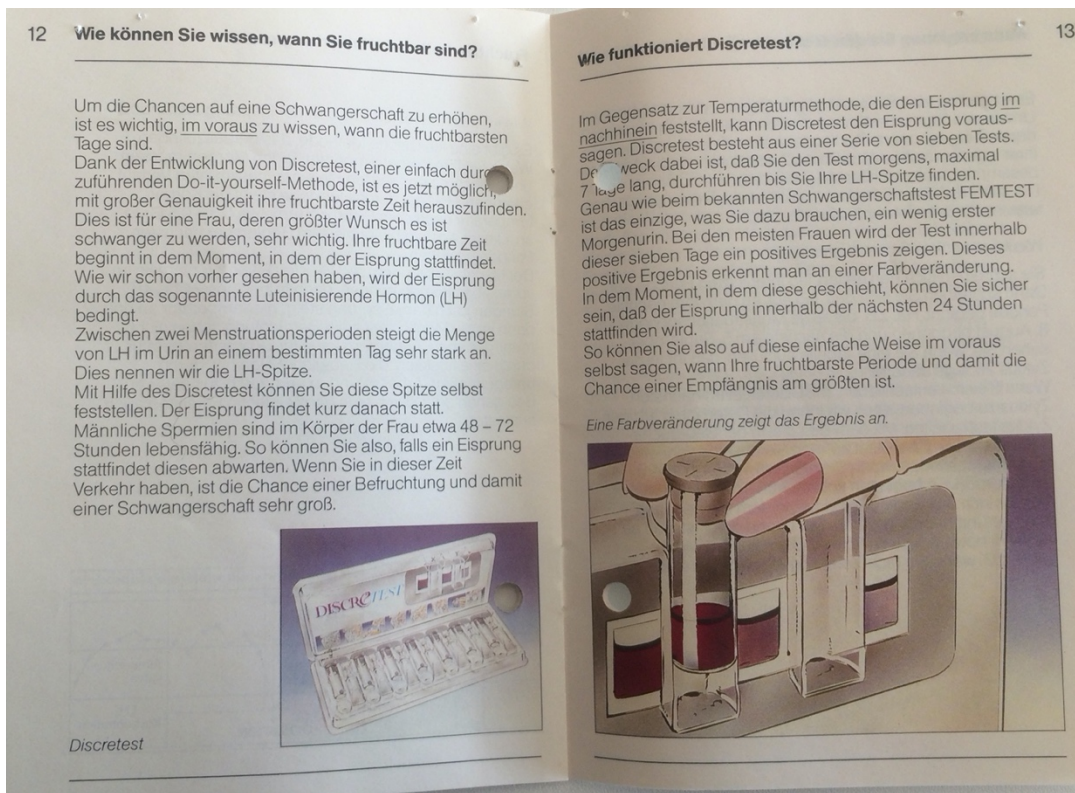 12 Wie können Sie wissen, wann Sie fruchtbar sind?
Um die Chancen auf eine Schwangerschaft zu erhöhen,
ist es wichtig, im voraus zu wissen, wann die fruchtbarsten
Tage sind.
Dank der Entwicklung von Discretest, einer einfach
zuführenden Do-it-yourself-Methode, ist es jetzt möglich,
mit großer Genauigkeit ihre fruchtbarste Zeit herauszufinden.
Dies ist für eine Frau, deren größter Wunsch es ist
schwanger zu werden, sehr wichtig. Ihre fruchtbare Zeit
beginnt in dem Moment, in dem der Eisprung stattfindet.
Wie wir schon vorher gesehen haben, wird der Eisprung
durch das sogenannte Luteinisierende Hormon (LH)
bedingt.
Zwischen zwei Menstruationsperioden steigt die Menge
von LH im Urin an einem bestimmten Tag sehr stark an.
Dies nennen wir die LH-Spitze.
Mit Hilfe des Discretest können Sie diese Spitze selbst
feststellen. Der Eisprung findet kurz danach statt.
Männliche Spermien sind im Körper der Frau etwa 48 – 72
Stunden lebensfähig. So können Sie also, falls ein Eisprung
stattfindet diesen abwarten. Wenn Sie in dieser Zeit
Verkehr haben, ist die Chance einer Befruchtung und damit
einer Schwangerschaft sehr groß.
DISCRETEST
Discretest
Wie funktioniert Discretest? 13
Im Gegensatz zur Temperaturmethode, die den Eisprung im
nachhinein feststellt, kann Discretest den Eisprung voraus-
sagen. Discretest besteht aus einer Serie von sieben Tests.
dabei ist, daß Sie den Test morgens, maximal
7 Tage lang, durchführen bis Sie Ihre LH-Spitze finden.
Genau wie beim bekannten Schwangerschaftstest FEMTEST
ist das einzige, was Sie dazu brauchen, ein wenig erster
Morgenurin. Bei den meisten Frauen wird der Test innerhalb
dieser sieben Tage ein positives Ergebnis zeigen. Dieses
positive Ergebnis erkennt man an einer Farbveränderung.
In dem Moment, in dem diese geschieht, können Sie sicher
sein, daß der Eisprung innerhalb der nächsten 24 Stunden
stattfinden wird.
So können Sie also auf diese einfache Weise im voraus
selbst sagen, wann Ihre fruchtbarste Periode und damit die
Chance einer Empfängnis am größten ist.
Eine Farbveränderung zeigt das Ergebnis an.